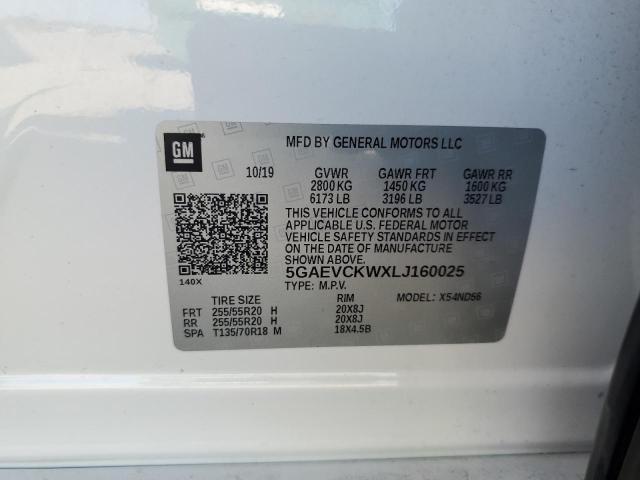 GM
MFD BY GENERAL MOTORS LLC
10/19 GVWR GAWR FRT GAWR RR
2800 KG 1450 KG 1600 KG
6173 LB 3196 LB 3527 LB
THIS VEHICLE CONFORMS TO ALL
APPLICABLE U.S. FEDERAL MOTOR
VEHICLE SAFETY STANDARDS IN EFFECT
ON THE DATE OF MANUFACTURE
SHOWN ABOVE.
140X 5GAEVCKWXLJ160025
TYPE: M.P.V. MODEL: X54ND56
TIRE SIZE RIM
FRT 255/55R20 H 20X8J
RR 255/55R20 H 20X8J
SPA T135/70R18 M 18X4.5B